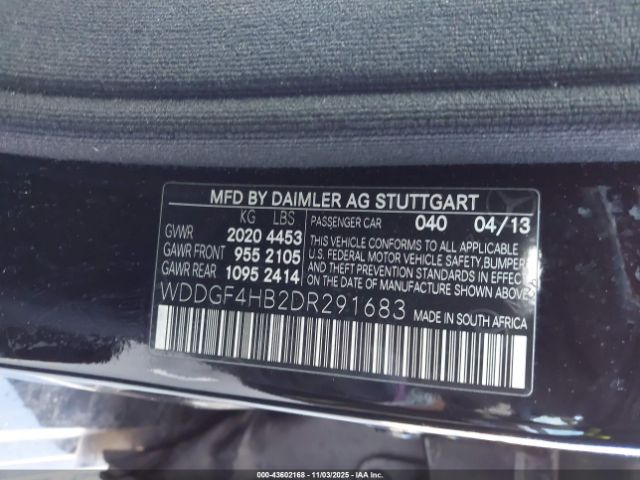 MFD BY DAIMLER AG STUTTGART
KG LBS
GVWR 2020 4453
GAWR FRONT 955 2105
GAWR REAR 1095 2414
PASSENGER CAR 040 04/13
THIS VEHICLE CONFORMS TO ALL APPLICABLE
U.S. FEDERAL MOTOR VEHICLE SAFETY, BUMPER,
AND THEFT PREVENTION STANDARDS IN
EFFECT ON THE DATE OF MANUFACTURE SHOWN ABOVE
WDDGF4HB2DR291683
MADE IN SOUTH AFRICA
000-43602168 - 11/03/2025 - ©IAA Inc. All Rights Reserved